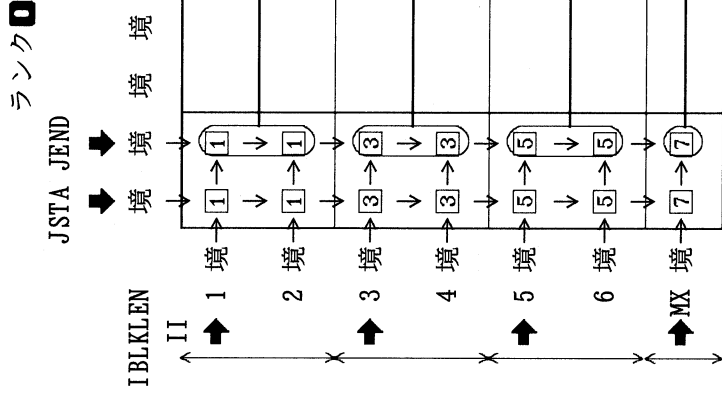 ランク0
JSTA JEND
IBLKLEN 境 境 境 境
II
1 境 1 1
2 境 1 1
3 境 3 3
4 境 3 3
5 境 5 5
6 境 5 5
MX 境 7 7